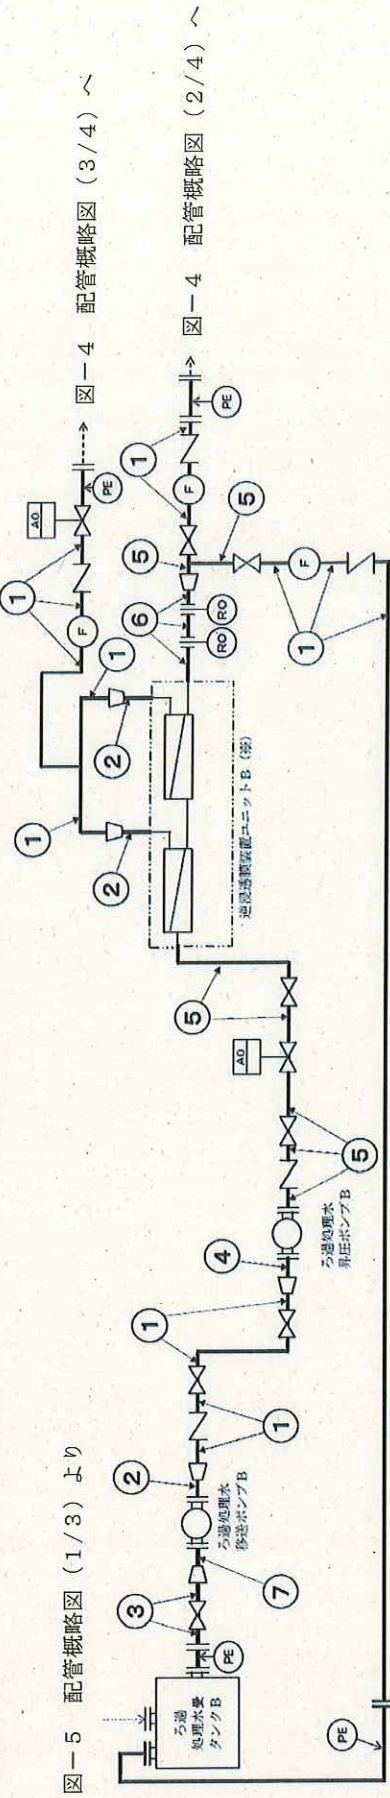 図－5　配管概略図（1/3）より
ろ過
処理水受
タンクB
PE
PE
3
7
ろ過処理水
移送ポンプB
2
1
1
1
4
ろ過処理水
昇圧ポンプB
5
AO
5
逆浸透膜装置ユニットB（※）
2
2
1
1
1
F
AO
PE
図－4　配管概略図（3/4）へ
RO
RO
6
5
F
1
PE
図－4　配管概略図（2/4）へ
5
F
1